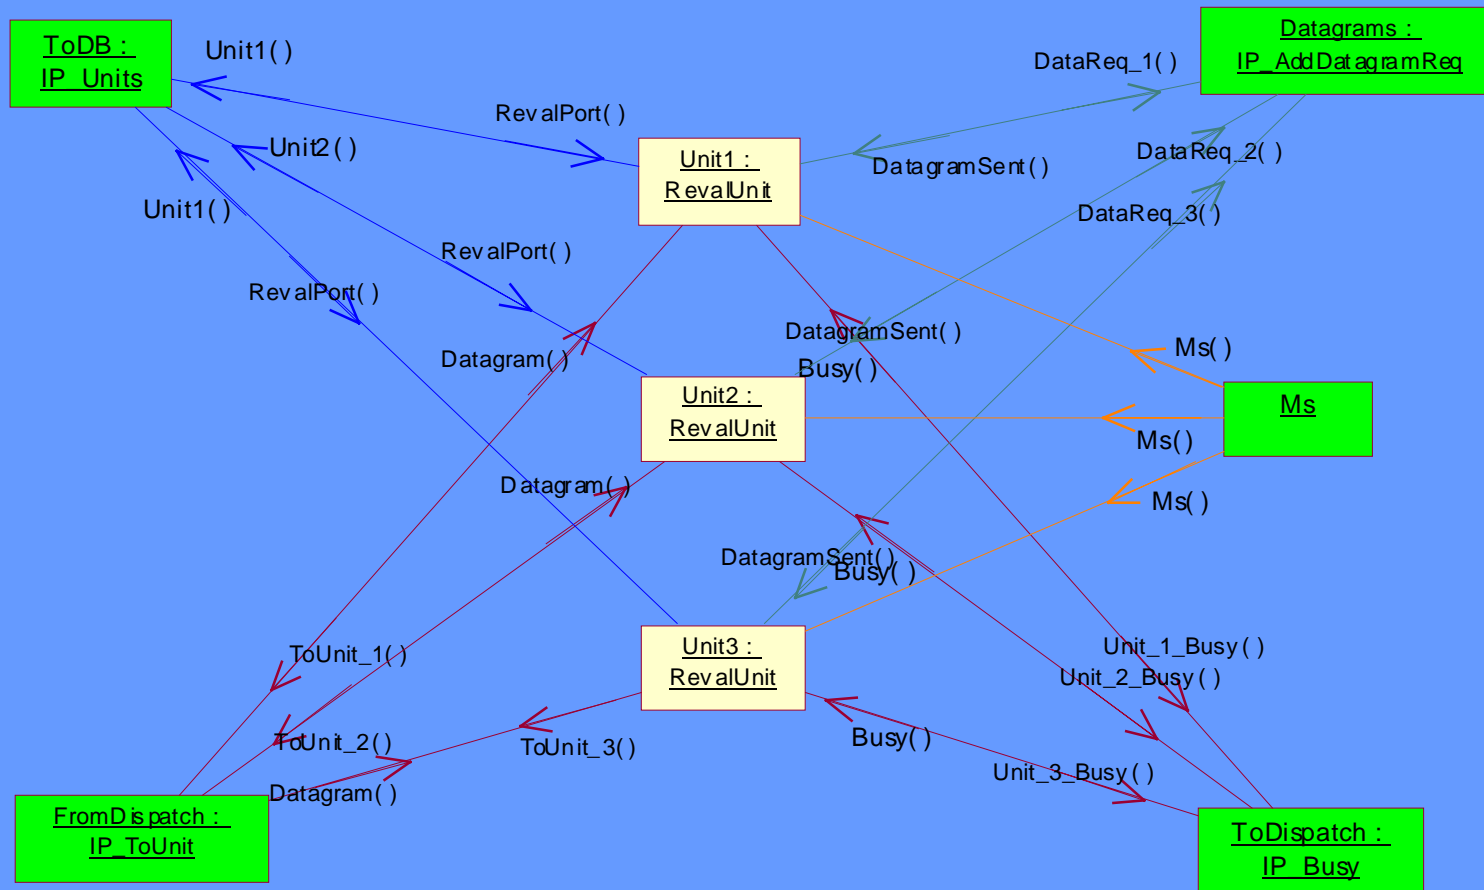 ToDB :
IP_Units
Unit1()
Datagrams :
IP_AddDatagramReq
DataReq_1()
RevalPort()
Unit2()
Unit1 :
RevalUnit
DatagramSent()
DataReq_2()
Unit1()
DataReq_3()
RevalPort()
RevalPort()
Datagram()
DatagramSent()
Busy()
Ms()
Unit2 :
RevalUnit
Ms
Ms()
Datagram()
Ms()
DatagramSent()
Busy()
Unit3 :
RevalUnit
ToUnit_1()
Unit_1_Busy()
Unit_2_Busy()
ToUnit_2()
ToUnit_3()
Busy()
Unit_3_Busy()
Datagram()
FromDispatch :
IP_ToUnit
ToDispatch :
IP_Busy